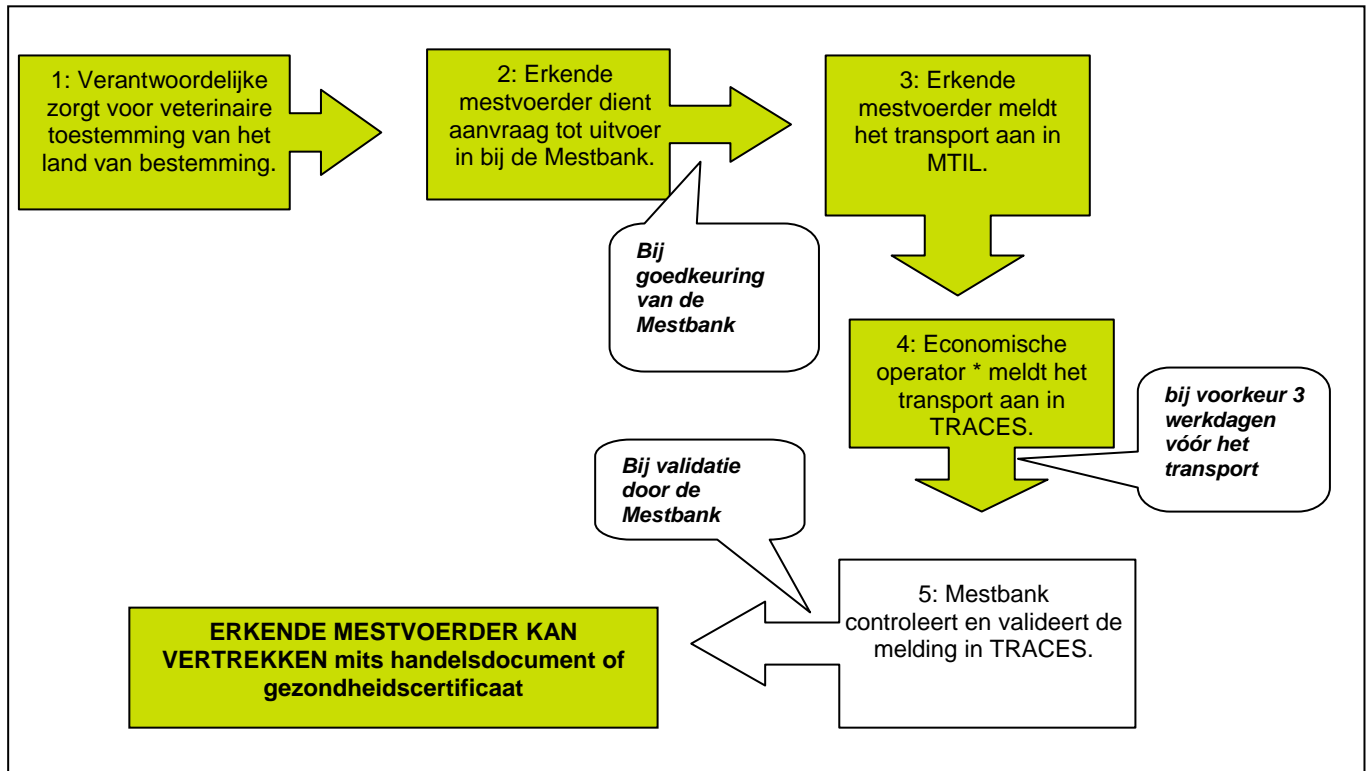 1: Verantwoordelijke
zorgt voor veterinaire
toestemming van het
land van bestemming.
2: Erkende
mestvoerder dient
aanvraag tot uitvoer
in bij de Mestbank.
Bij
goedkeuring
van de
Mestbank
3: Erkende
mestvoerder meldt
het transport aan in
MTIL.
4: Economische
operator * meldt het
transport aan in
TRACES.
bij voorkeur 3
werkdagen
vóór het
transport
5: Mestbank
controleert en valideert de
melding in TRACES.
Bij validatie
door de
Mestbank
ERKENDE MESTVOERDER KAN
VERTREKKEN mits handelsdocument of
gezondheidscertificaat